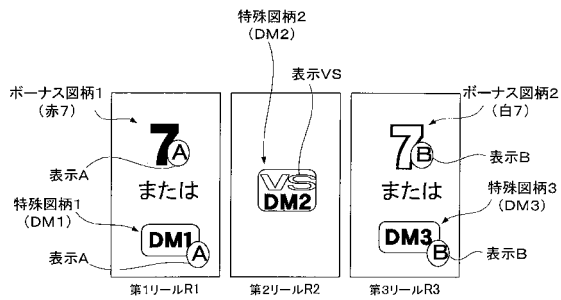 特殊図柄2
(DM2)
表示VS
ボーナス図柄1
(赤7)
ボーナス図柄2
(白7)
7
A
7
B
表示A
表示B
または
または
VS
DM2
特殊図柄1
(DM1)
特殊図柄3
(DM3)
DM1
A
DM3
B
表示A
表示B
第1リールR1
第2リールR2
第3リールR3